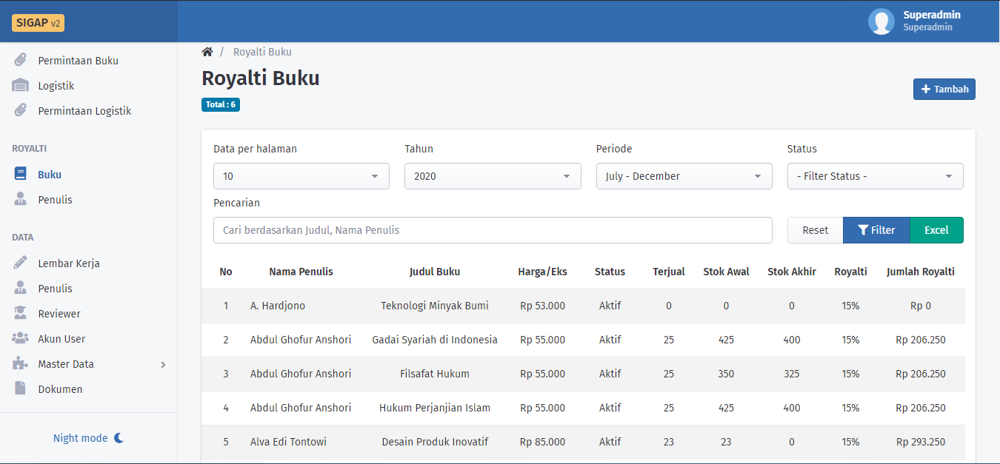 SIGAP v2
Superadmin
Superadmin
Permintaan Buku
Logistik
Permintaan Logistik
ROYALTI
Buku
Penulis
DATA
Lembar Kerja
Penulis
Reviewer
Akun User
Master Data
Dokumen
Night mode
/ Royalti Buku
Royalti Buku
Total : 6
Tambah
Data per halaman Tahun Periode Status
10 2020 July - December - Filter Status -
Pencarian
Cari berdasarkan Judul, Nama Penulis Reset Filter Excel
No Nama Penulis Judul Buku Harga/Eks Status Terjual Stok Awal Stok Akhir Royalti Jumlah Royalti
1 A. Hardjono Teknologi Minyak Bumi Rp 53.000 Aktif 0 0 0 15% Rp 0
2 Abdul Ghofur Anshori Gadai Syariah di Indonesia Rp 55.000 Aktif 25 425 400 15% Rp 206.250
3 Abdul Ghofur Anshori Filsafat Hukum Rp 55.000 Aktif 25 350 325 15% Rp 206.250
4 Abdul Ghofur Anshori Hukum Perjanjian Islam Rp 55.000 Aktif 25 425 400 15% Rp 206.250
5 Alva Edi Tontowi Desain Produk Inovatif Rp 85.000 Aktif 23 23 0 15% Rp 293.250